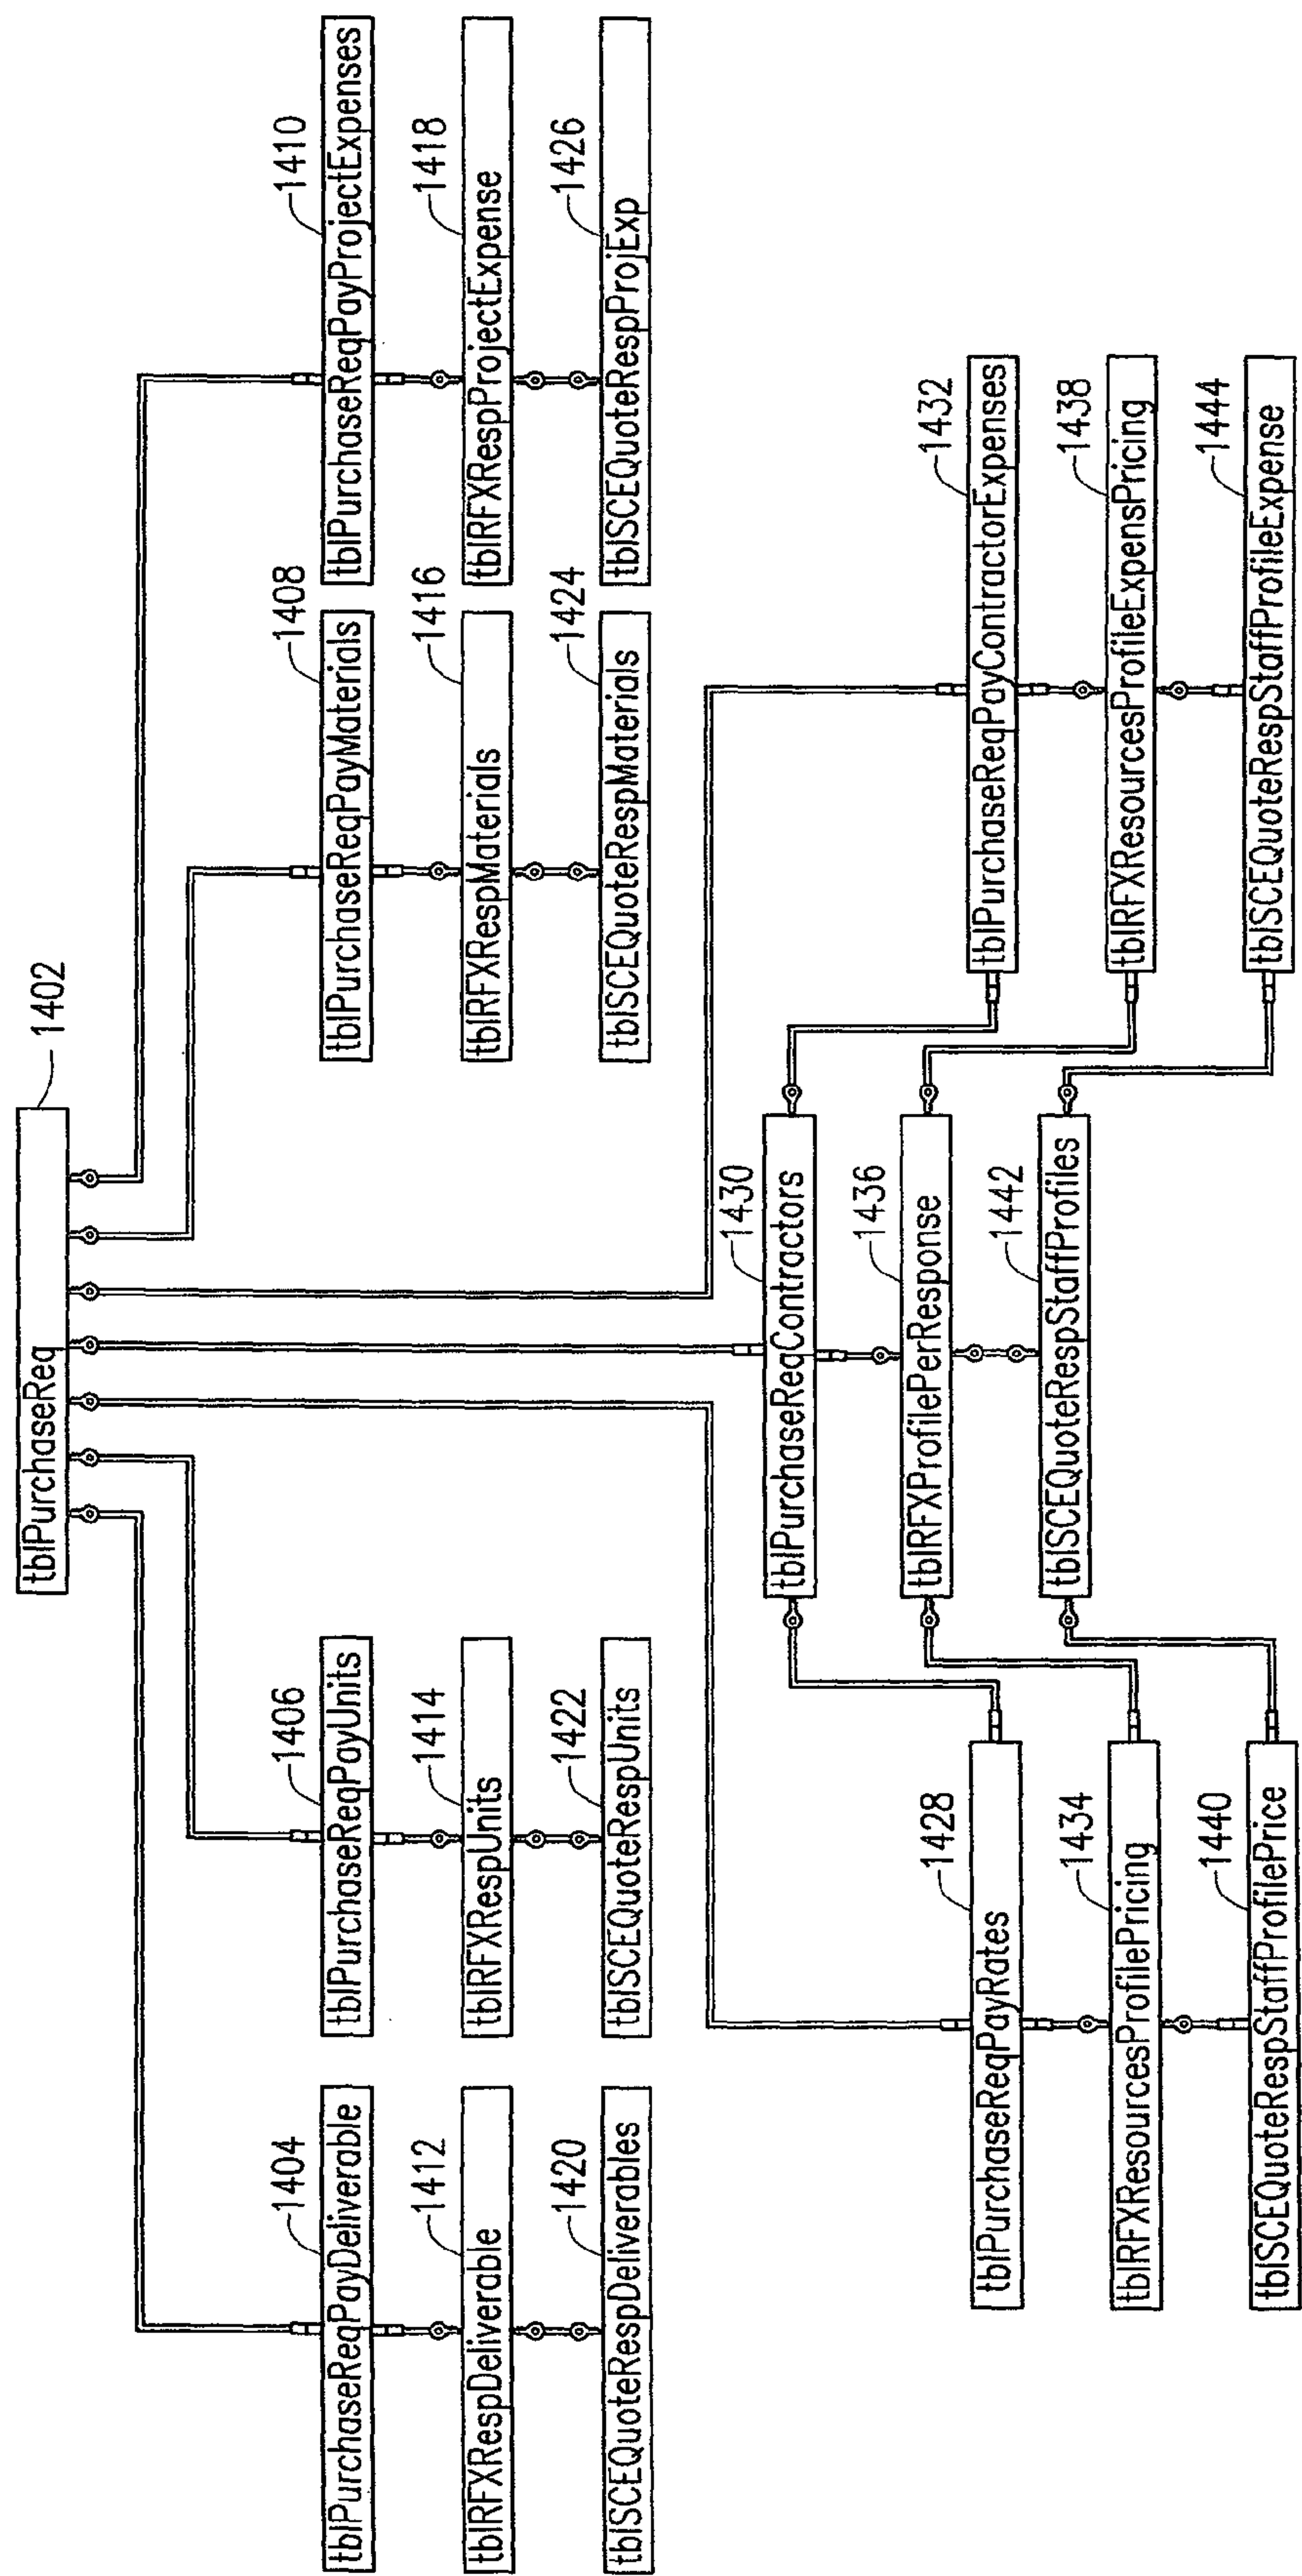 tblPurchaseReq
1402
1404
tblPurchaseReqPayDeliverable
1406
tblPurchaseReqPayUnits
1408
tblPurchaseReqPayMaterials
1410
tblPurchaseReqPayProjectExpenses
1412
tblRFXRespDeliverable
1414
tblRFXRespUnits
1416
tblRFXRespMaterials
1418
tblRFXRespProjectExpense
1420
tblSCEQuoteRespDeliverables
1422
tblSCEQuoteRespUnits
1424
tblSCEQuoteRespMaterials
1426
tblSCEQuoteRespProjExp
1430
tblPurchaseReqContractors
1428
tblPurchaseReqPayRates
1432
tblPurchaseReqPayContractorExpenses
1436
tblRFXProfilePerResponse
1434
tblRFXResourcesProfilePricing
1438
tblRFXResourcesProfileExpensPricing
1442
tblSCEQuoteRespStaffProfiles
1440
tblSCEQuoteRespStaffProfilePrice
1444
tblSCEQuoteRespStaffProfileExpense